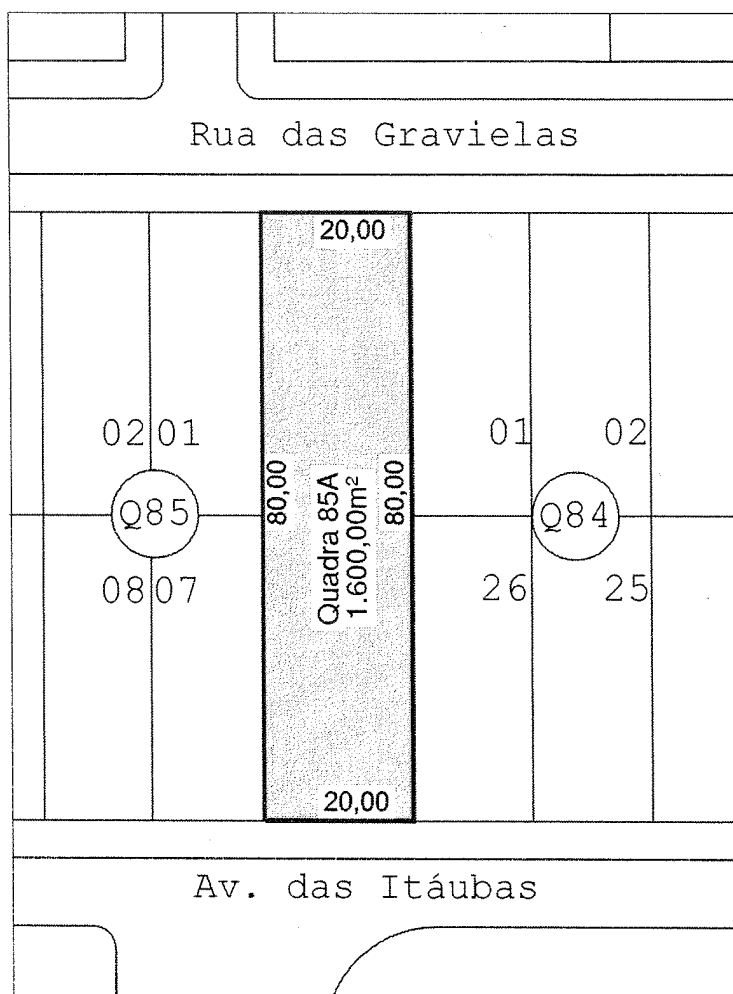 Rua das Gravielas
20,00
02 01
01
02
80,00
Quadra 85A
1.600,00m²
80,00
Q85
Q84
08 07
26
25
20,00
Av. das Itáubas